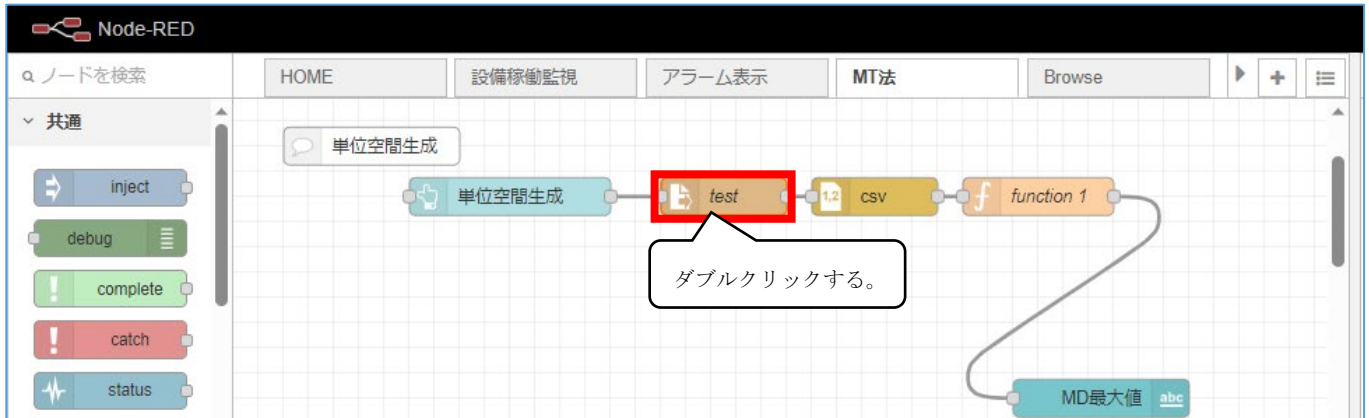 Node-RED
ノードを検索
HOME
設備稼働監視
アラーム表示
MT法
Browse
共通
単位空間生成
inject
単位空間生成
test
1,2
csv
function 1
debug
ダブルクリックする。
complete
catch
status
MD最大値
abc